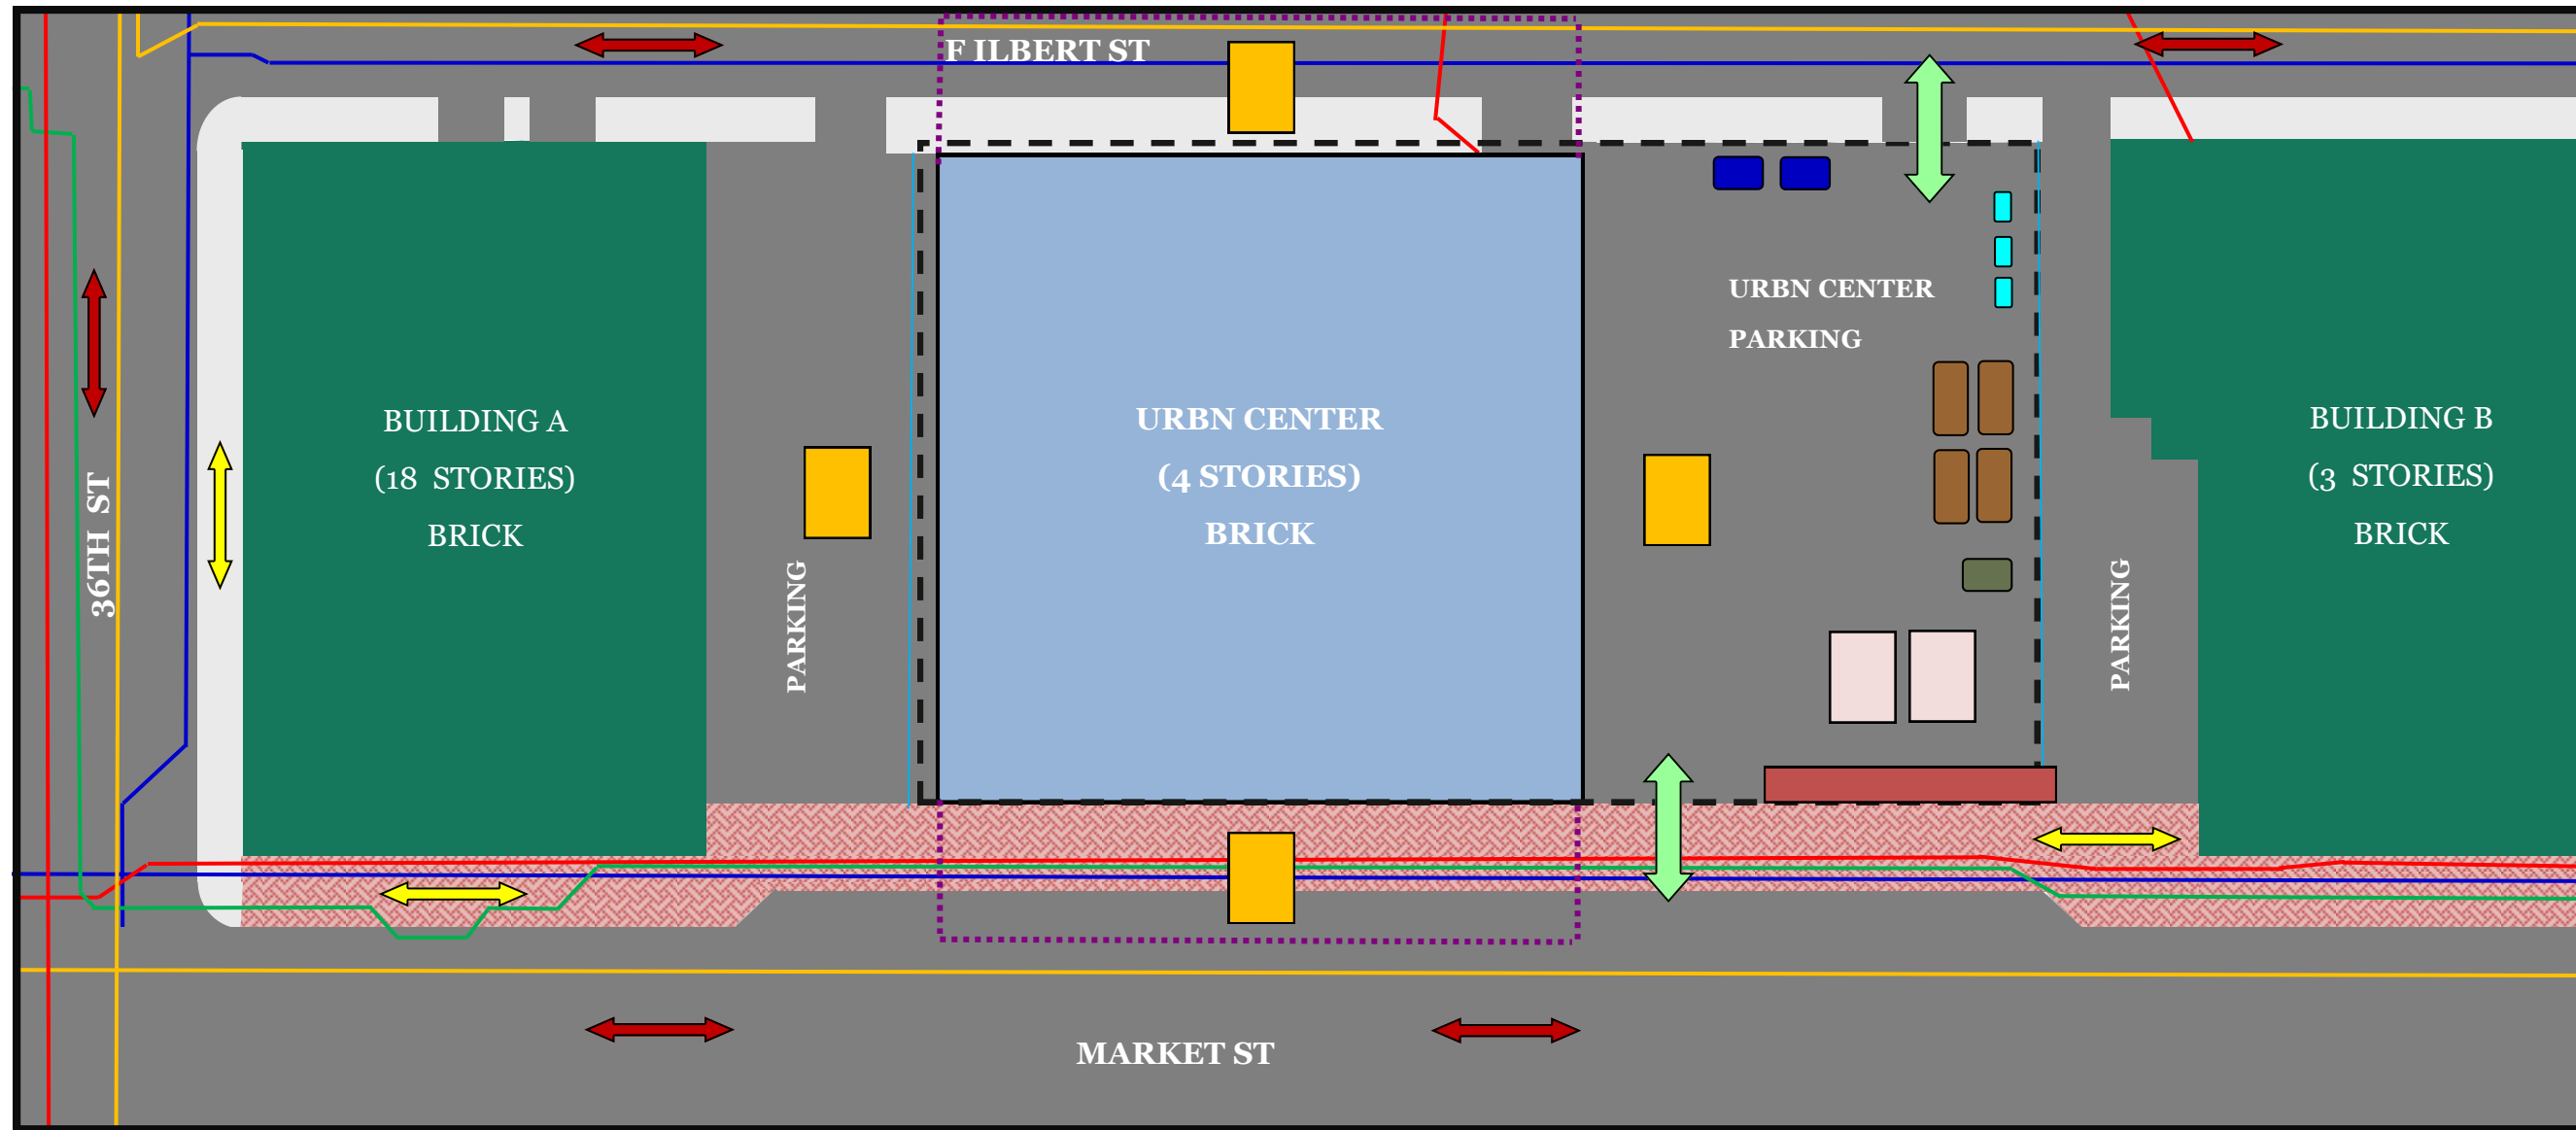 F ILBERT ST
36TH ST
BUILDING A
(18 STORIES)
BRICK
PARKING
URBN CENTER
(4 STORIES)
BRICK
URBN CENTER
PARKING
PARKING
BUILDING B
(3 STORIES)
BRICK
MARKET ST